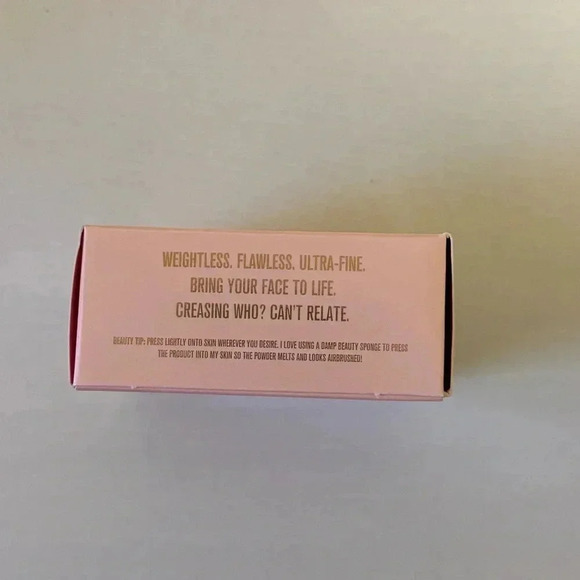 WEIGHTLESS. FLAWLESS. ULTRA-FINE.
BRING YOUR FACE TO LIFE.
CREASING WHO? CAN'T RELATE.
BEAUTY TIP: PRESS LIGHTLY ONTO SKIN WHEREVER YOU DESIRE. I LOVE USING A DAMP BEAUTY SPONGE TO PRESS
THE PRODUCT INTO MY SKIN SO THE POWDER MELTS AND LOOKS AIRBRUSHED!